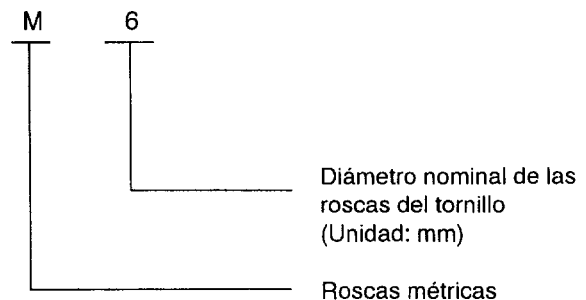 M 6
Diámetro nominal de las
roscas del tornillo
(Unidad: mm)
Roscas métricas